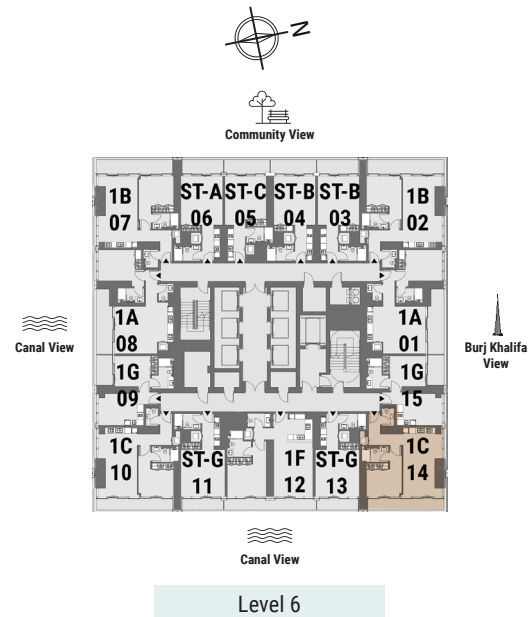 N
Community View
1B
07
ST-A
06
ST-C
05
ST-B
04
ST-B
03
1B
02
1A
08
1A
01
Canal View
Burj Khalifa
View
1G
09
1G
15
1C
10
ST-G
11
1F
12
ST-G
13
1C
14
Canal View
Level 6